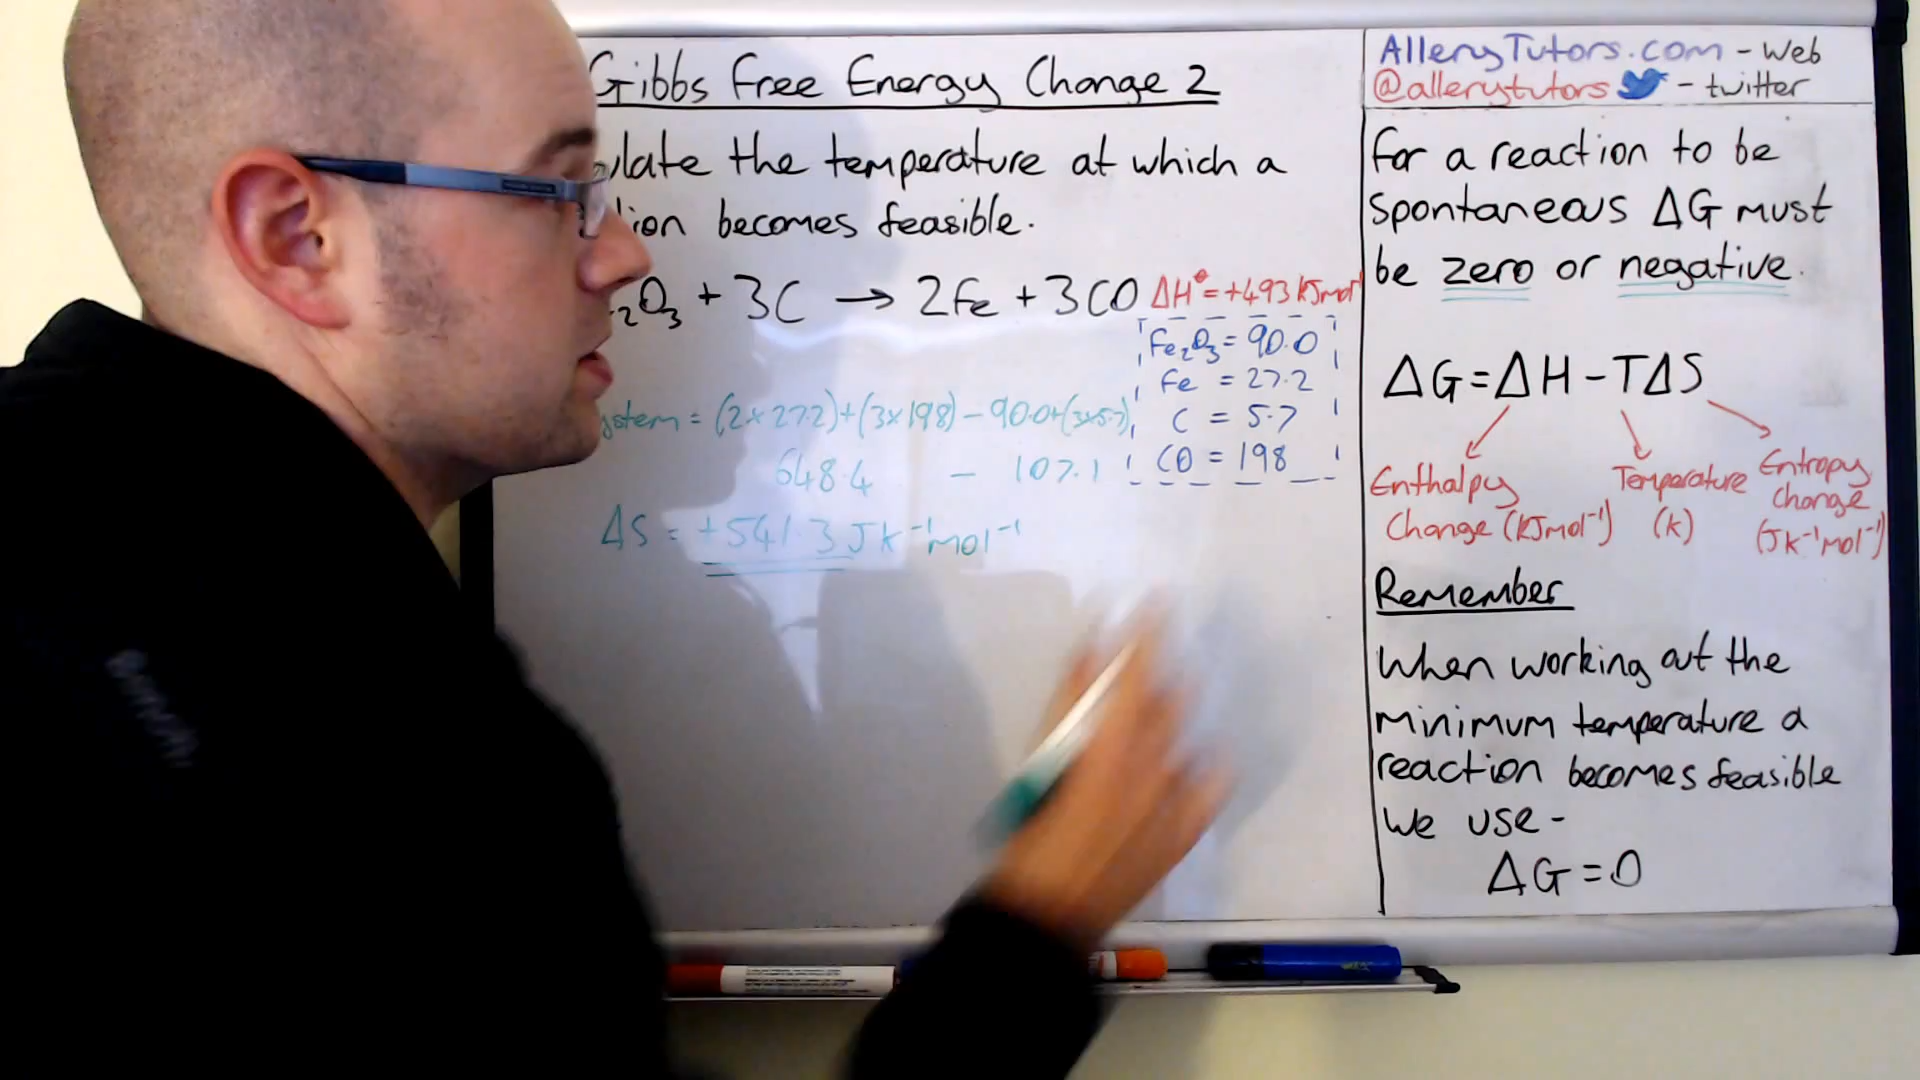 Gibbs Free Energy Change 2
ulate the temperature at which a
ion becomes feasible.
₂O₃ + 3C → 2Fe + 3CO ΔH° = +493 kJmol
Fe₂O₃ = 90.0
Fe = 27.2
C = 5.7
CO = 198
ystem = (2×27.2)+(3×198) - 90.0+(3×5.7)
648.4 - 107.1
ΔS = +541.3 JK⁻¹mol⁻¹
AlleryTutors.com - Web
@allerytutors - twitter
For a reaction to be
spontaneous ΔG must
be zero or negative.
ΔG = ΔH - TΔS
Enthalpy
Change (kJmol⁻¹)
Temperature
(K)
Entropy
Change
(JK⁻¹mol⁻¹)
Remember
When working out the
minimum temperature a
reaction becomes feasible
we use -
ΔG = 0